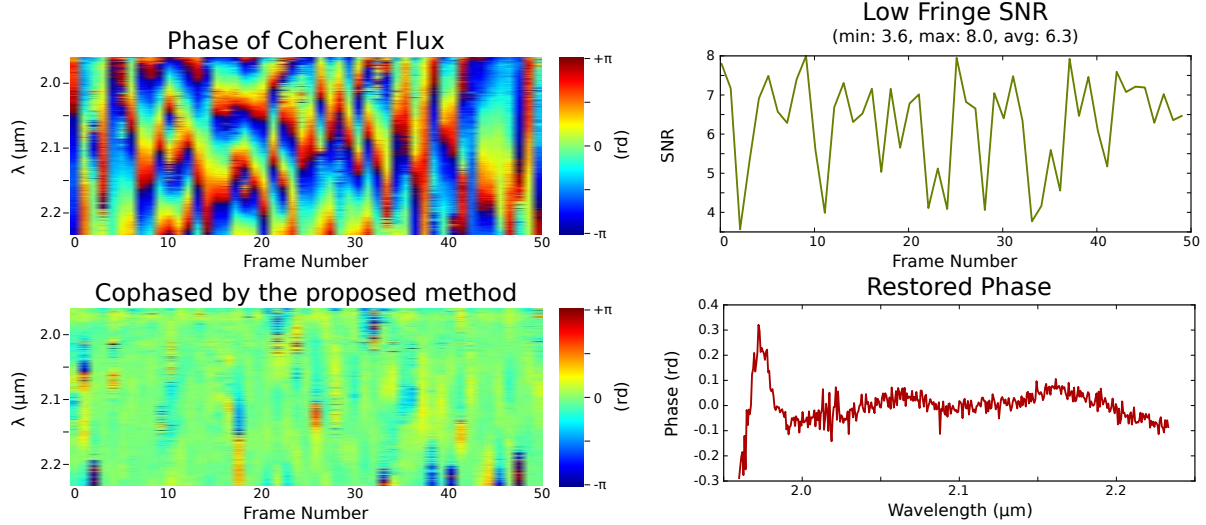 Phase of Coherent Flux
+π
2.0
2.1
2.2
λ (μm)
0
(rd)
-π
0 10 20 30 40 50
Frame Number
Low Fringe SNR
(min: 3.6, max: 8.0, avg: 6.3)
8
7
6
5
4
SNR
0 10 20 30 40 50
Frame Number
Cophased by the proposed method
+π
2.0
2.1
2.2
λ (μm)
0
(rd)
-π
0 10 20 30 40 50
Frame Number
Restored Phase
0.4
0.3
0.2
0.1
0.0
-0.1
-0.2
-0.3
Phase (rd)
2.0 2.1 2.2
Wavelength (μm)